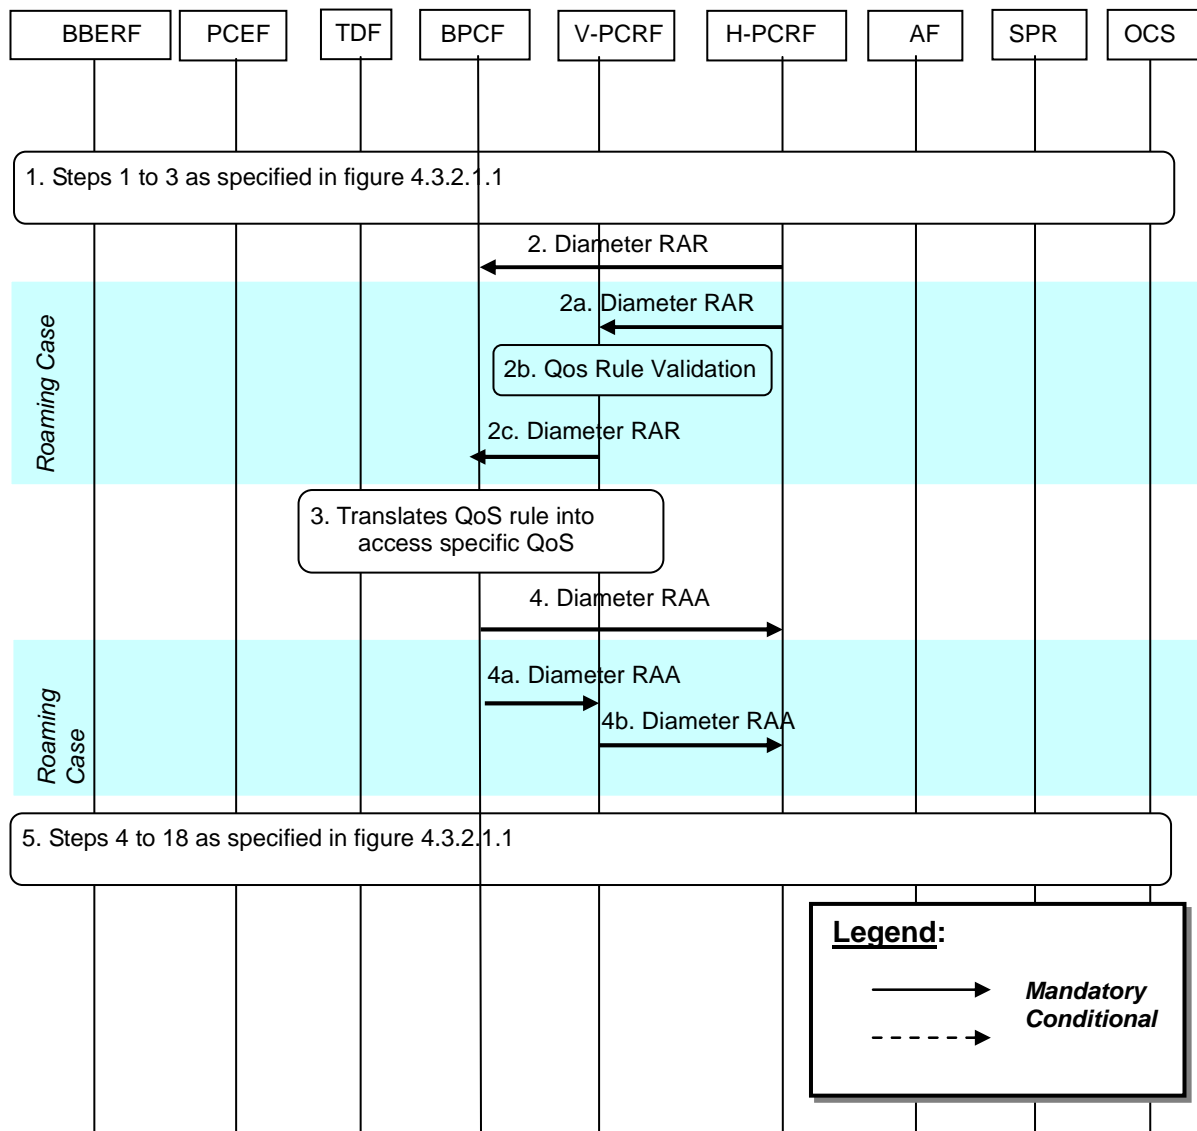 BBERF PCEF TDF BPCF V-PCRF H-PCRF AF SPR OCS
1. Steps 1 to 3 as specified in figure 4.3.2.1.1
2. Diameter RAR
Roaming Case
2a. Diameter RAR
2b. Qos Rule Validation
2c. Diameter RAR
3. Translates QoS rule into
access specific QoS
4. Diameter RAA
Roaming
Case
4a. Diameter RAA
4b. Diameter RAA
5. Steps 4 to 18 as specified in figure 4.3.2.1.1
Legend:
Mandatory
Conditional